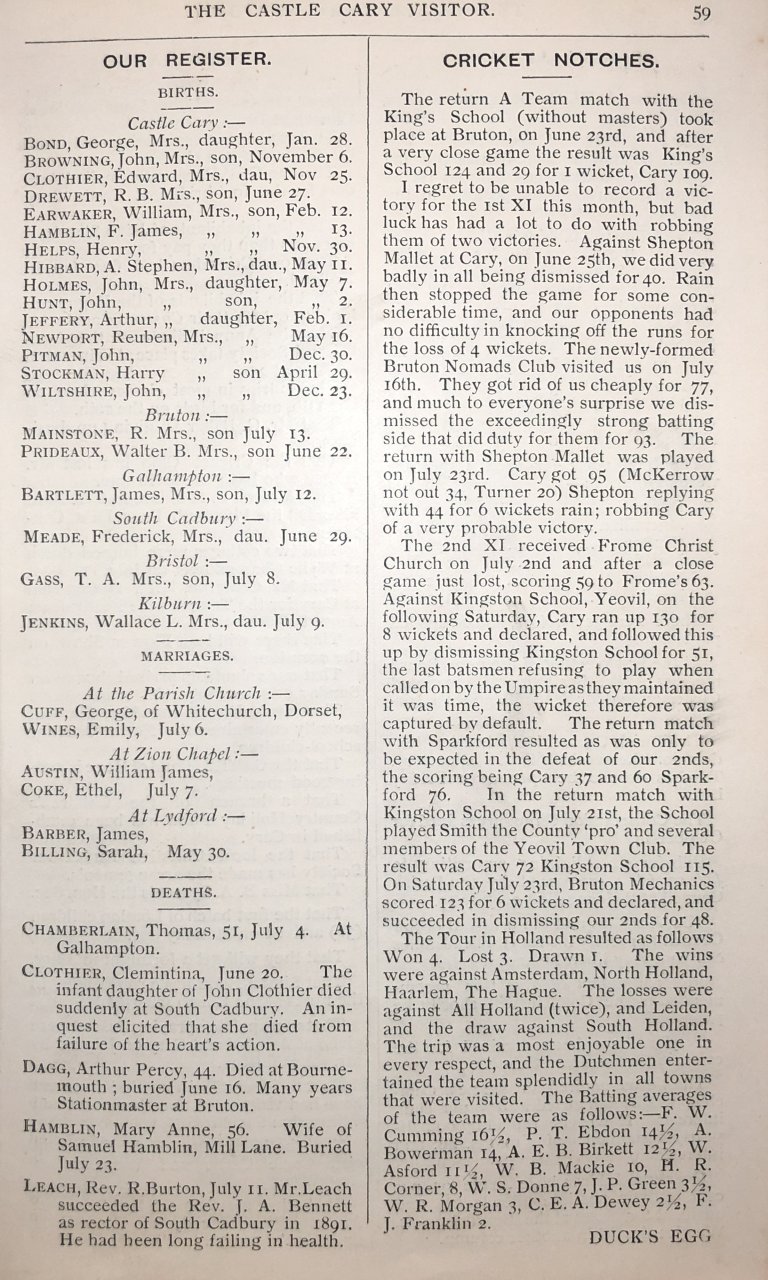 THE CASTLE CARY VISITOR. 59
OUR REGISTER.
BIRTHS.
Castle Cary :—
BOND, George, Mrs., daughter, Jan. 28.
BROWNING, John, Mrs., son, November 6.
CLOTHIER, Edward, Mrs., dau, Nov 25.
DREWETT, R. B. Mrs., son, June 27.
EARWAKER, William, Mrs., son, Feb. 12.
HAMBLIN, F. James, „ „ „ 13.
HELPS, Henry, „ „ Nov. 30.
HIBBARD, A. Stephen, Mrs., dau., May 11.
HOLMES, John, Mrs., daughter, May 7.
HUNT, John, „ son, „ 2.
JEFFERY, Arthur, „ daughter, Feb. 1.
NEWPORT, Reuben, Mrs., „ May 16.
PITMAN, John, „ „ Dec. 30.
STOCKMAN, Harry „ son April 29.
WILTSHIRE, John, „ „ Dec. 23.
Bruton :—
MAINSTONE, R. Mrs., son July 13.
PRIDEAUX, Walter B. Mrs., son June 22.
Galhampton :—
BARTLETT, James, Mrs., son, July 12.
South Cadbury :—
MEADE, Frederick, Mrs., dau. June 29.
Bristol :—
GASS, T. A. Mrs., son, July 8.
Kilburn :—
JENKINS, Wallace L. Mrs., dau. July 9.
MARRIAGES.
At the Parish Church :—
CUFF, George, of Whitechurch, Dorset,
WINES, Emily, July 6.
At Zion Chapel :—
AUSTIN, William James,
COKE, Ethel, July 7.
At Lydford :—
BARBER, James,
BILLING, Sarah, May 30.
DEATHS.
CHAMBERLAIN, Thomas, 51, July 4. At
Galhampton.
CLOTHIER, Clemintina, June 20. The
infant daughter of John Clothier died
suddenly at South Cadbury. An in-
quest elicited that she died from
failure of the heart's action.
DAGG, Arthur Percy, 44. Died at Bourne-
mouth ; buried June 16. Many years
Stationmaster at Bruton.
HAMBLIN, Mary Anne, 56. Wife of
Samuel Hamblin, Mill Lane. Buried
July 23.
LEACH, Rev. R.Burton, July 11. Mr.Leach
succeeded the Rev. J. A. Bennett
as rector of South Cadbury in 1891.
He had been long failing in health.
CRICKET NOTCHES.
The return A Team match with the
King's School (without masters) took
place at Bruton, on June 23rd, and after
a very close game the result was King's
School 124 and 29 for 1 wicket, Cary 109.
I regret to be unable to record a vic-
tory for the 1st XI this month, but bad
luck has had a lot to do with robbing
them of two victories. Against Shepton
Mallet at Cary, on June 25th, we did very
badly in all being dismissed for 40. Rain
then stopped the game for some con-
siderable time, and our opponents had
no difficulty in knocking off the runs for
the loss of 4 wickets. The newly-formed
Bruton Nomads Club visited us on July
16th. They got rid of us cheaply for 77,
and much to everyone's surprise we dis-
missed the exceedingly strong batting
side that did duty for them for 93. The
return with Shepton Mallet was played
on July 23rd. Cary got 95 (McKerrow
not out 34, Turner 20) Shepton replying
with 44 for 6 wickets rain; robbing Cary
of a very probable victory.
The 2nd XI received Frome Christ
Church on July 2nd and after a close
game just lost, scoring 59 to Frome's 63.
Against Kingston School, Yeovil, on the
following Saturday, Cary ran up 130 for
8 wickets and declared, and followed this
up by dismissing Kingston School for 51,
the last batsmen refusing to play when
called on by the Umpire as they maintained
it was time, the wicket therefore was
captured by default. The return match
with Sparkford resulted as was only to
be expected in the defeat of our 2nds,
the scoring being Cary 37 and 60 Spark-
ford 76. In the return match with
Kingston School on July 21st, the School
played Smith the County 'pro' and several
members of the Yeovil Town Club. The
result was Cary 72 Kingston School 115.
On Saturday July 23rd, Bruton Mechanics
scored 123 for 6 wickets and declared, and
succeeded in dismissing our 2nds for 48.
The Tour in Holland resulted as follows
Won 4. Lost 3. Drawn 1. The wins
were against Amsterdam, North Holland,
Haarlem, The Hague. The losses were
against All Holland (twice), and Leiden,
and the draw against South Holland.
The trip was a most enjoyable one in
every respect, and the Dutchmen enter-
tained the team splendidly in all towns
that were visited. The Batting averages
of the team were as follows:—F. W.
Cumming 16½, P. T. Ebdon 14½, A.
Bowerman 14, A. E. B. Birkett 12½, W.
Asford 11½, W. B. Mackie 10, H. R.
Corner, 8, W. S. Donne 7, J. P. Green 3½,
W. R. Morgan 3, C. E. A. Dewey 2½, F.
J. Franklin 2.
DUCK'S EGG